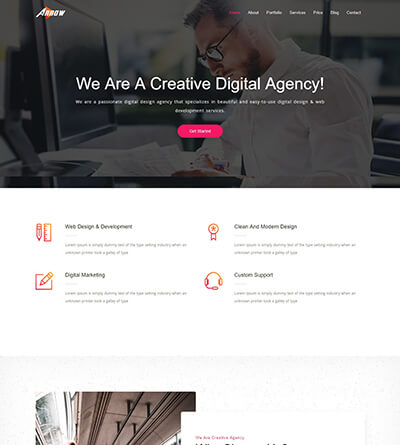 ARROW
Home About Portfolio Services Price Blog Contact
We Are A Creative Digital Agency!
We are a passionate digital design agency that specializes in beautiful and easy-to-use digital design & web
development services.
Get Started
Web Design & Development
Lorem ipsum is simply dummy text of the type setting industry when an
unknown printer took a galley of type
Clean And Modern Design
Lorem ipsum is simply dummy text of the type setting industry when an
unknown printer took a galley of type
Digital Marketing
Lorem ipsum is simply dummy text of the type setting industry when an
unknown printer took a galley of type
Custom Support
Lorem ipsum is simply dummy text of the type setting industry when an
unknown printer took a galley of type
We Are Creative Agency